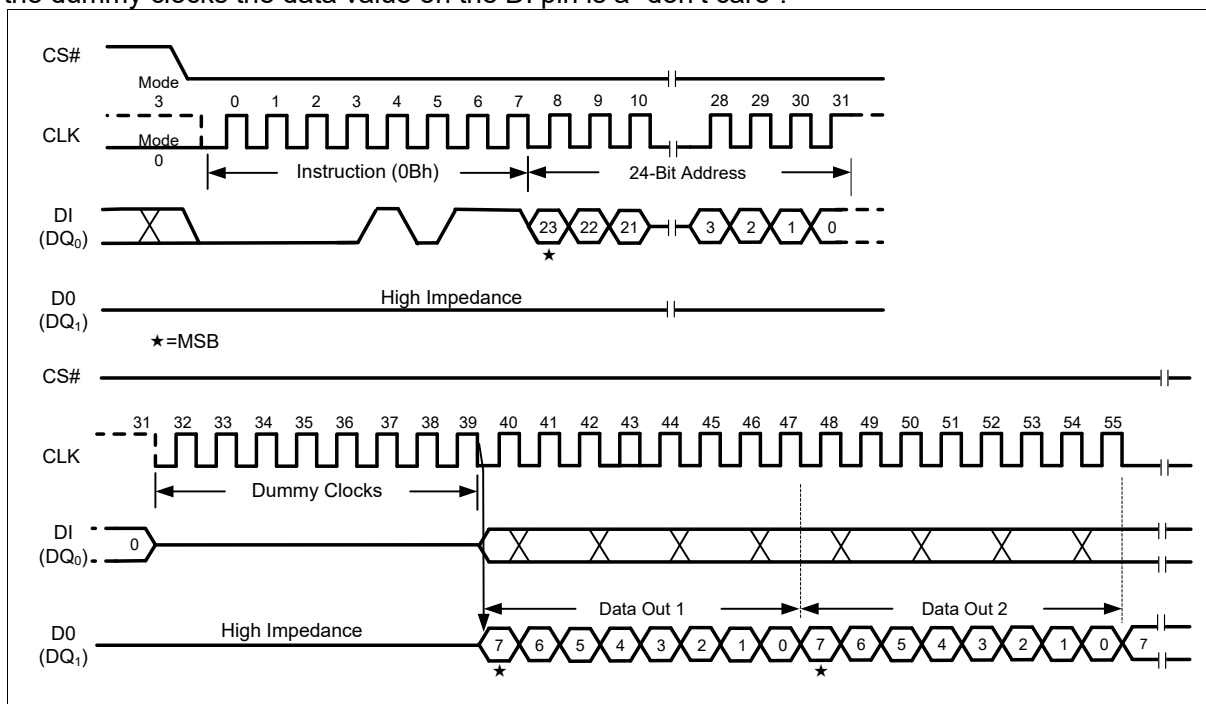 the dummy clocks the data value on the DI pin is a "don't care".
CS#
Mode
3 0 1 2 3 4 5 6 7 8 9 10 28 29 30 31
CLK
Mode
0
Instruction (0Bh) 24-Bit Address
DI
(DQ0) 23 22 21 3 2 1 0
★
D0
(DQ1)
High Impedance
★=MSB
CS#
31 32 33 34 35 36 37 38 39 40 41 42 43 44 45 46 47 48 49 50 51 52 53 54 55
CLK
Dummy Clocks
DI
(DQ0) 0
Data Out 1 Data Out 2
D0
(DQ1)
High Impedance
7 6 5 4 3 2 1 0 7 6 5 4 3 2 1 0 7
★ ★